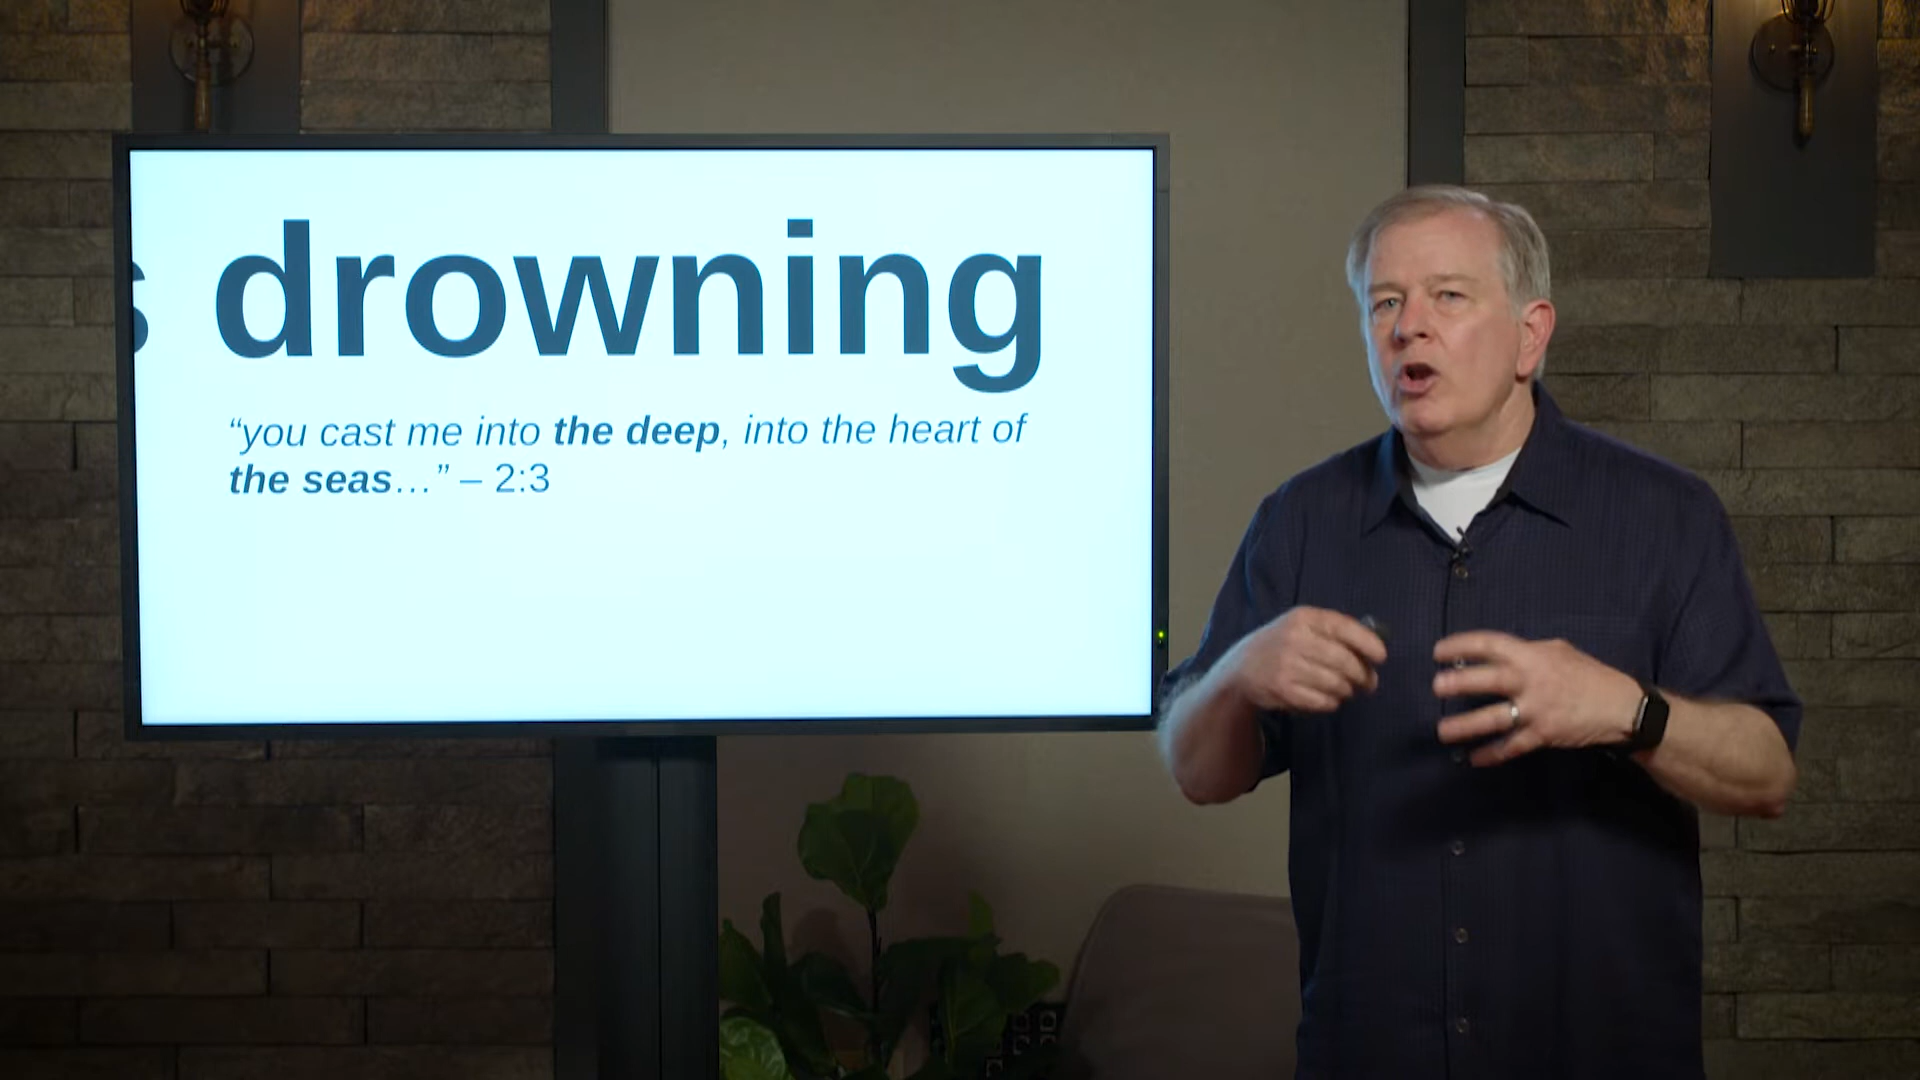 s drowning
“you cast me into the deep, into the heart of
the seas…” – 2:3